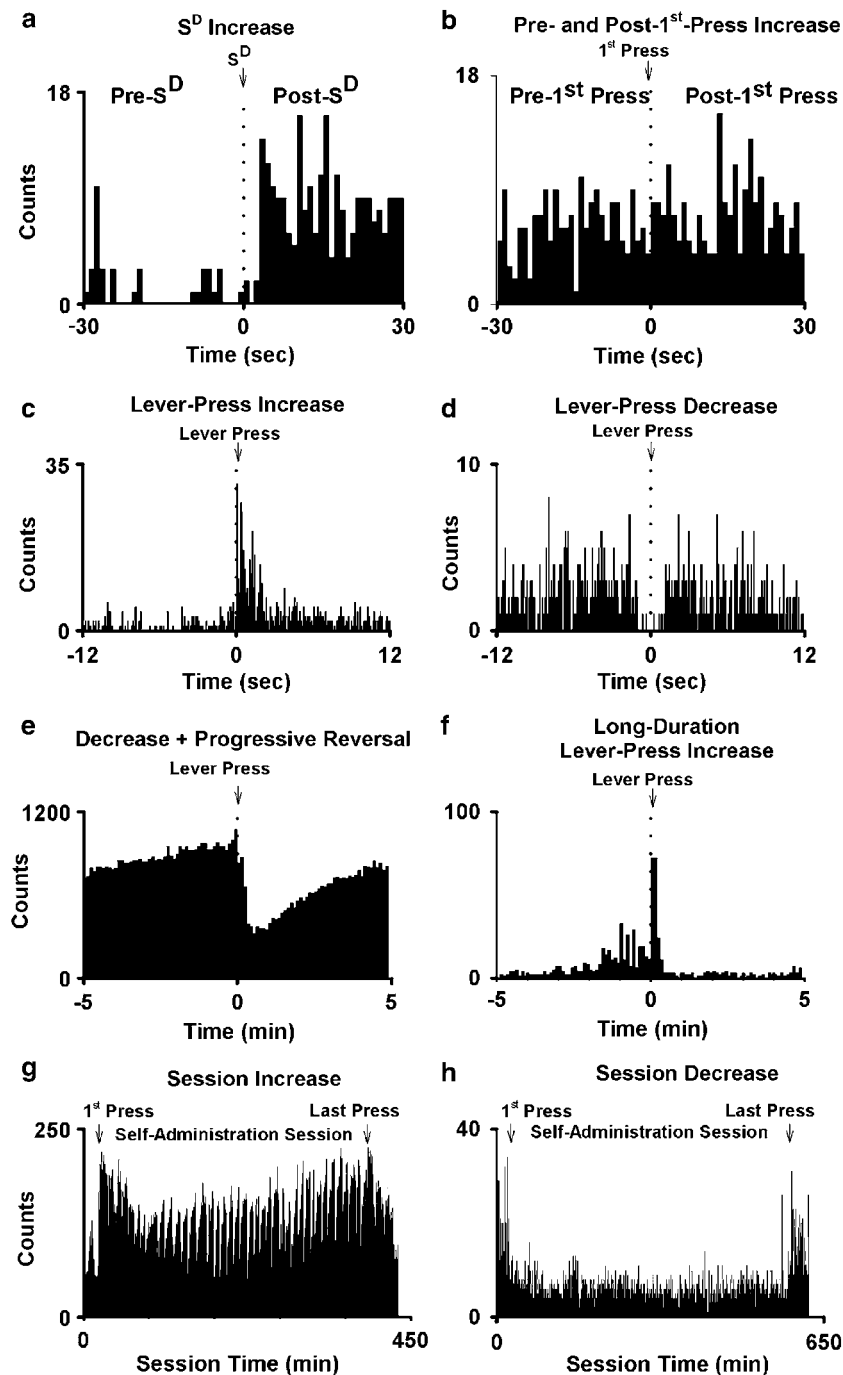 a
S^D Increase
S^D
18
Pre-S^D
Post-S^D
Counts
0
-30
0
30
Time (sec)
b
Pre- and Post-1st-Press Increase
1st Press
18
Pre-1st Press
Post-1st Press
0
-30
0
30
Time (sec)
c
Lever-Press Increase
Lever Press
35
Counts
0
-12
0
12
Time (sec)
d
Lever-Press Decrease
Lever Press
10
Counts
0
-12
0
12
Time (sec)
e
Decrease + Progressive Reversal
Lever Press
1200
Counts
0
-5
0
5
Time (min)
f
Long-Duration
Lever-Press Increase
Lever Press
100
0
-5
0
5
Time (min)
g
Session Increase
1st Press
Last Press
Self-Administration Session
250
Counts
0
0
450
Session Time (min)
h
Session Decrease
1st Press
Last Press
Self-Administration Session
40
0
0
650
Session Time (min)